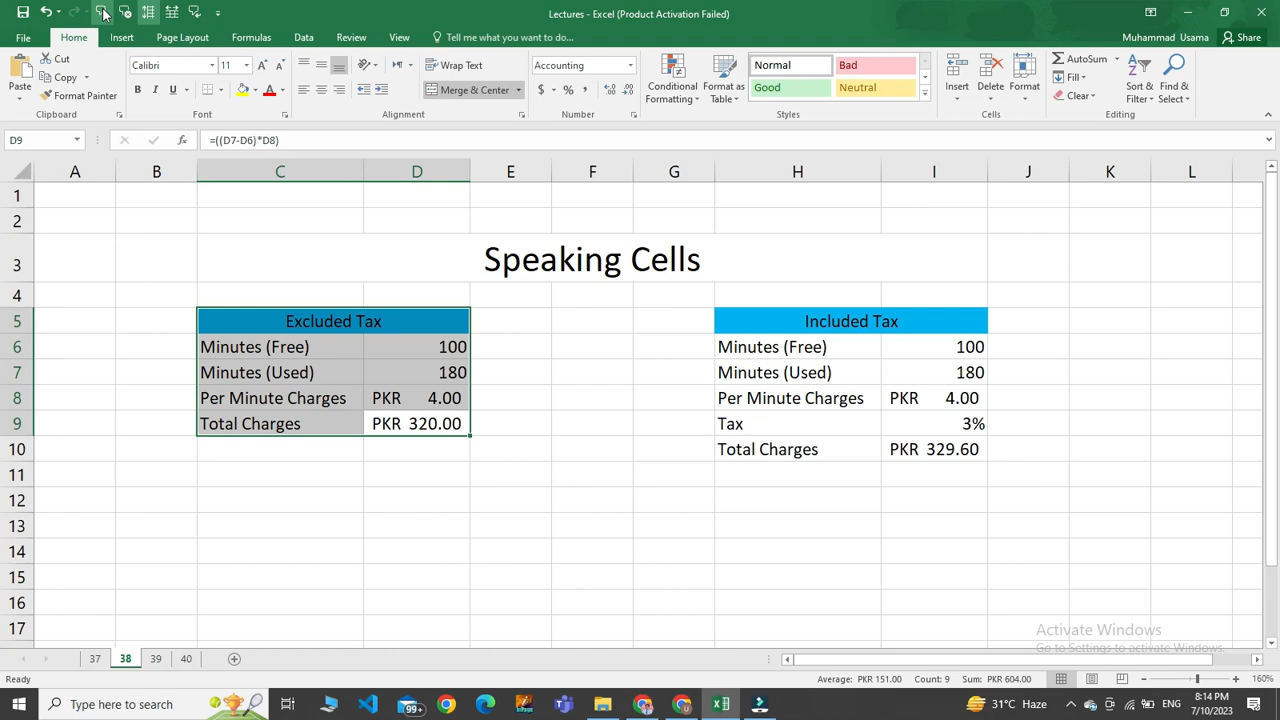 Lectures - Excel (Product Activation Failed)
File Home Insert Page Layout Formulas Data Review View Tell me what you want to do... Muhammad Usama Share
Paste Cut Copy Format Painter Clipboard
Calibri 11 B I U A Font
Wrap Text Merge & Center Alignment
Accounting $ % , Number
Conditional Formatting Format as Table Normal Bad Good Neutral Styles
Insert Delete Format Cells
AutoSum Fill Clear Sort & Filter Find & Select Editing
D9 fx =((D7-D6)*D8)
A B C D E F G H I J K L
1
2
3 Speaking Cells
4
5 Excluded Tax Included Tax
6 Minutes (Free) 100 Minutes (Free) 100
7 Minutes (Used) 180 Minutes (Used) 180
8 Per Minute Charges PKR 4.00 Per Minute Charges PKR 4.00
9 Total Charges PKR 320.00 Tax 3%
10 Total Charges PKR 329.60
11
12
13
14
15
16
17
Activate Windows
Go to Settings to activate Windows.
37 38 39 40
Ready Average: PKR 151.00 Count: 9 Sum: PKR 604.00 160%
Type here to search 99+ 31°C Haze ENG 8:14 PM 7/10/2023